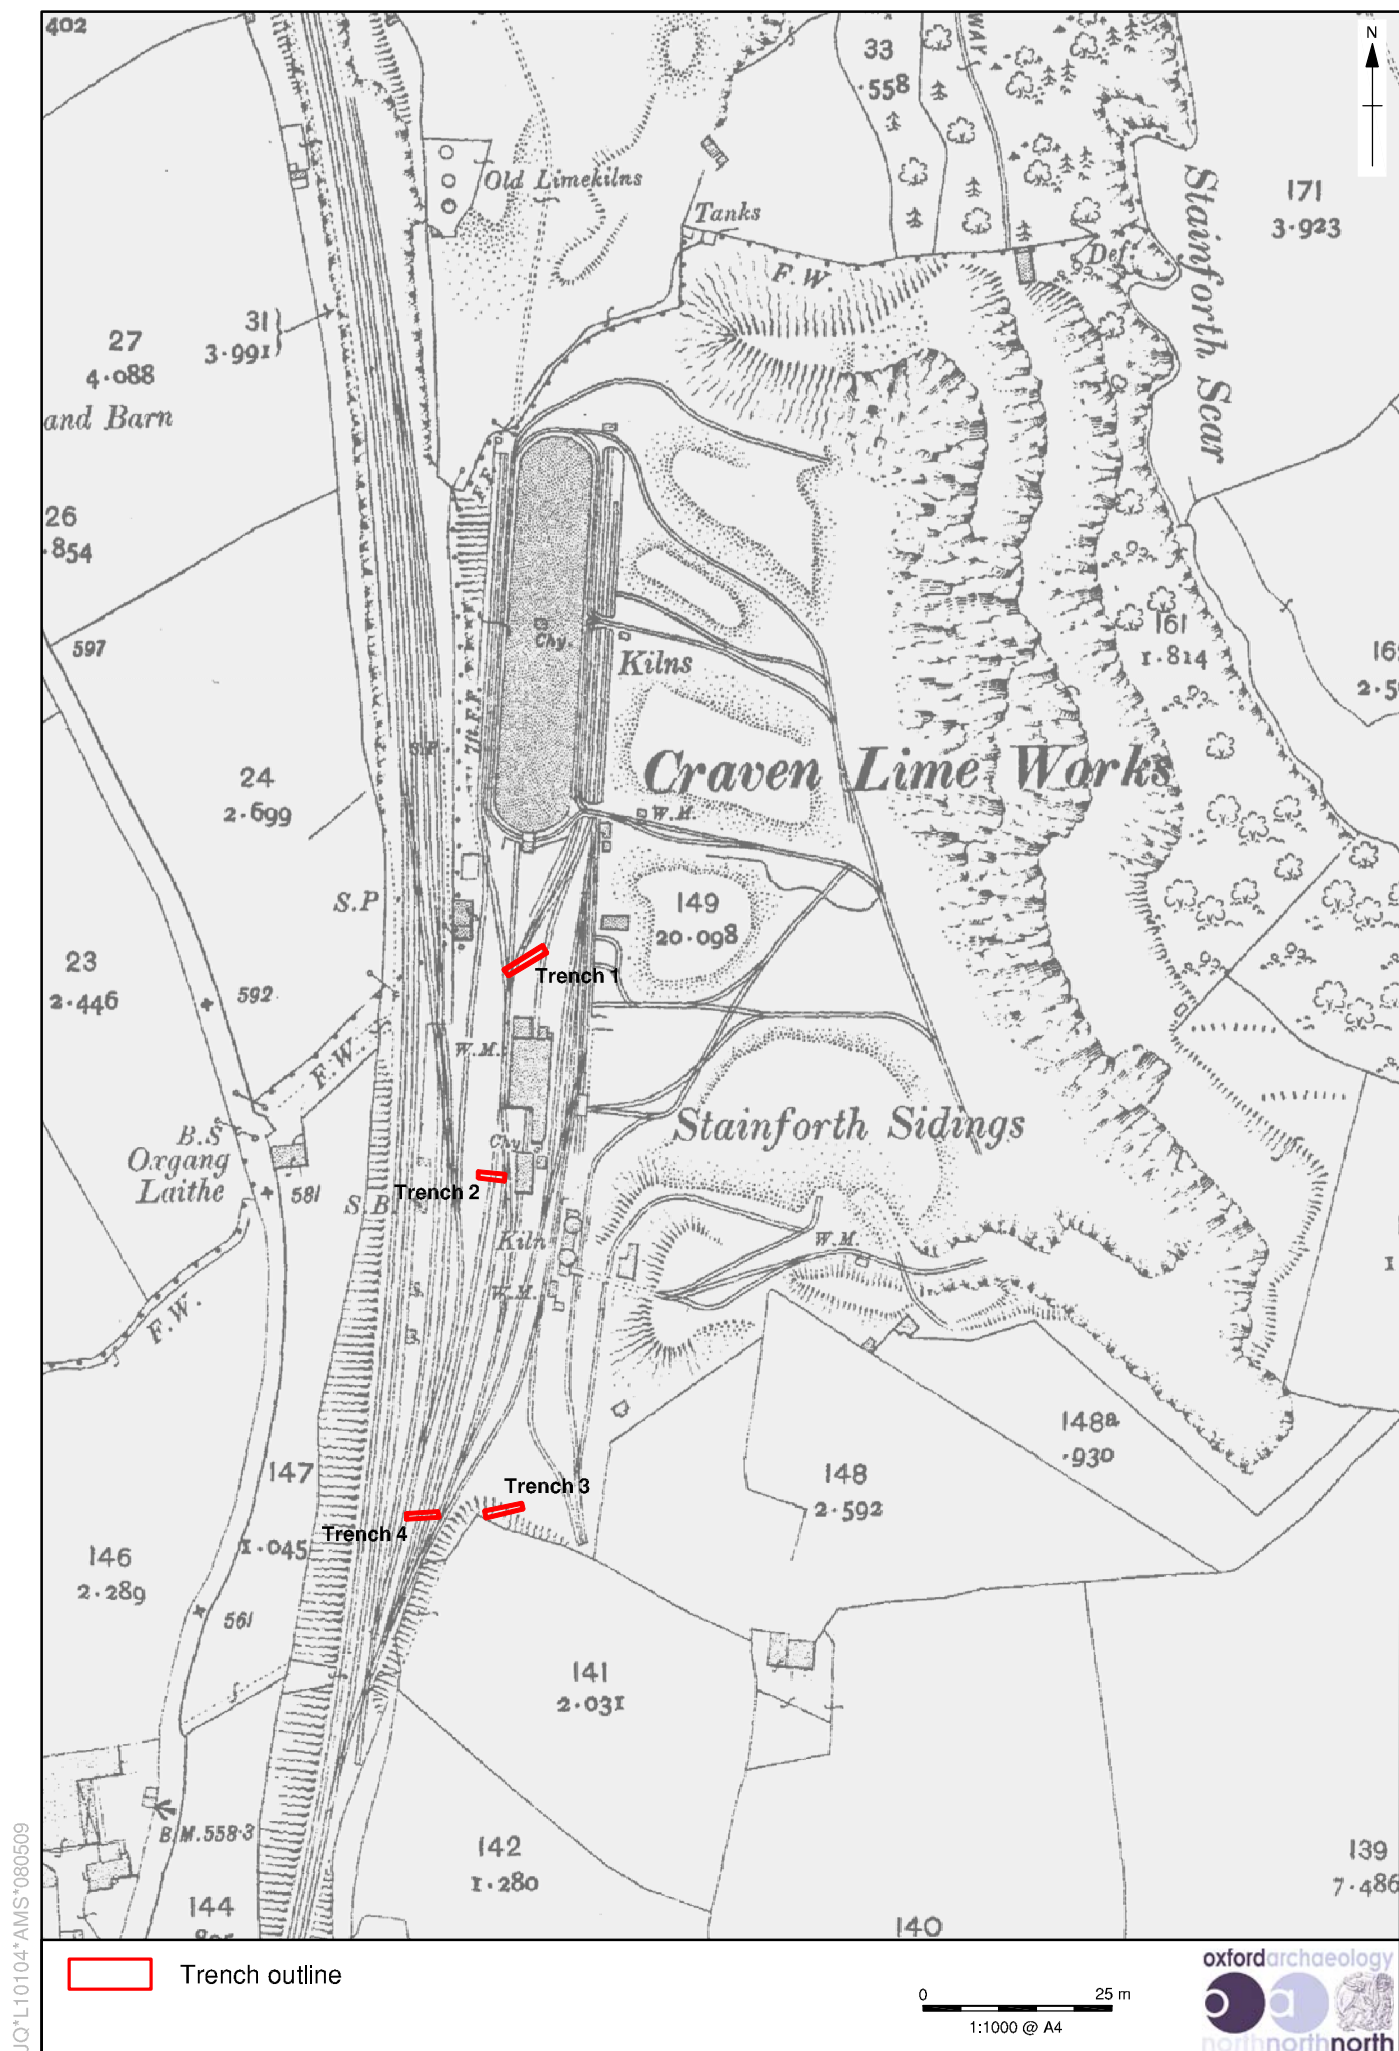 402
N
33
.558
WAY
Old Limekilns
Tanks
171
3.923
Stainforth Scar
F.W.
Def
31
3.991
27
4.088
and Barn
26
.854
597
Chy.
Kilns
161
1.814
S.P.
24
2.699
Craven Lime Works
W.M.
S.P
149
20.098
23
2.446
592
Trench 1
F.W.
W.M.
B.S
Oxgang
Laithe
581
Stainforth Sidings
Chy.
Trench 2
S.B.
Kiln
W.M.
W.M.
F.W.
148a
.930
147
148
2.592
Trench 3
Trench 4
1.045
146
2.289
561
141
2.031
B.M.558.3
142
1.280
139
7.486
144
140
Trench outline
0 25 m
1:1000 @ A4
oxfordarchaeology
oa
northnorthnorth
JQ*L10104*AMS*080509